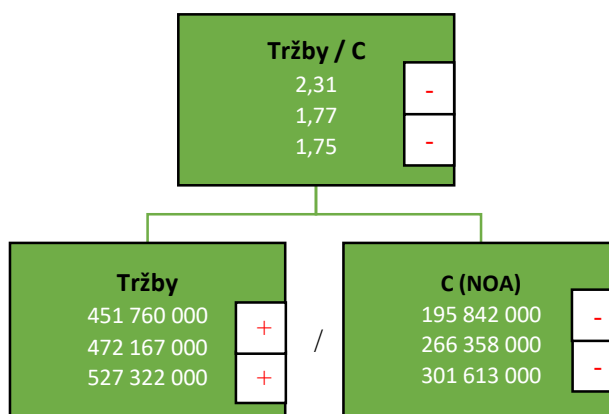 Tržby / C
2,31
-
1,77
-
1,75
Tržby
451 760 000
+
472 167 000
+
527 322 000
/
C (NOA)
195 842 000
-
266 358 000
-
301 613 000